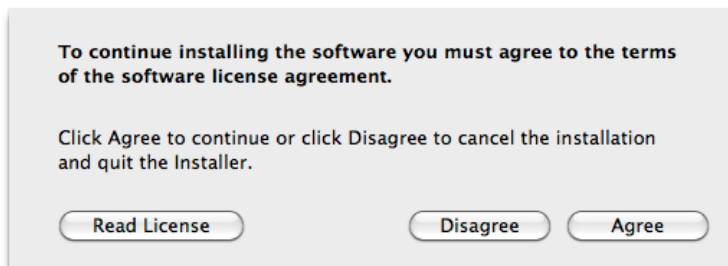 To continue installing the software you must agree to the terms
of the software license agreement.
Click Agree to continue or click Disagree to cancel the installation
and quit the Installer.
Read License Disagree Agree